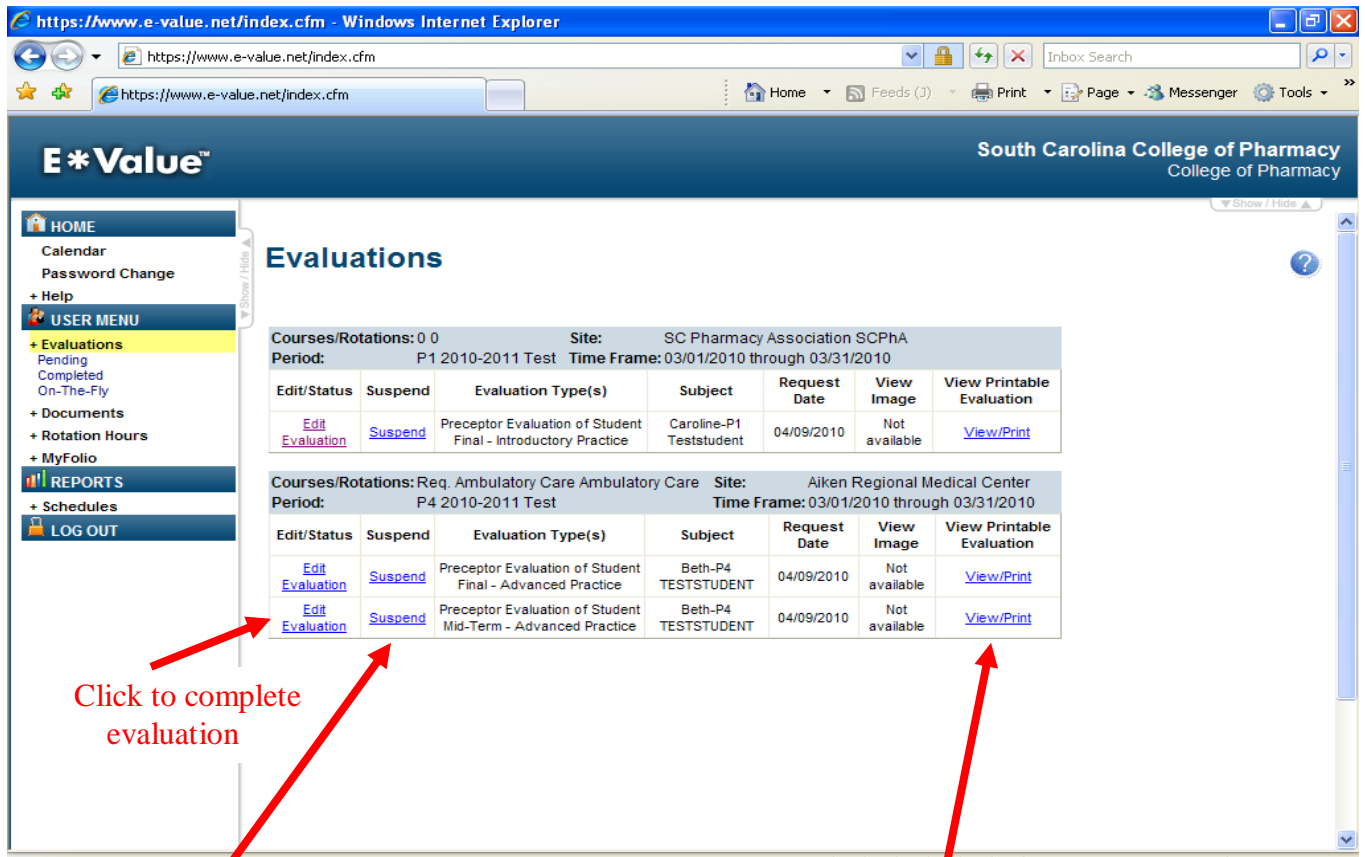 https://www.e-value.net/index.cfm - Windows Internet Explorer
https://www.e-value.net/index.cfm
Inbox Search
https://www.e-value.net/index.cfm
Home Feeds (J) Print Page Messenger Tools »
E*Value™
South Carolina College of Pharmacy
College of Pharmacy
▼Show / Hide▲
HOME
Calendar
Password Change
+ Help
USER MENU
+ Evaluations
Pending
Completed
On-The-Fly
+ Documents
+ Rotation Hours
+ MyFolio
REPORTS
+ Schedules
LOG OUT
▼Show / Hide▲
Evaluations
?
Courses/Rotations: 0 0 Site: SC Pharmacy Association SCPhA
Period: P1 2010-2011 Test Time Frame: 03/01/2010 through 03/31/2010
Edit/Status Suspend Evaluation Type(s) Subject Request Date View Image View Printable Evaluation
Edit Evaluation Suspend Preceptor Evaluation of Student Final - Introductory Practice Caroline-P1 Teststudent 04/09/2010 Not available View/Print
Courses/Rotations: Req. Ambulatory Care Ambulatory Care Site: Aiken Regional Medical Center
Period: P4 2010-2011 Test Time Frame: 03/01/2010 through 03/31/2010
Edit/Status Suspend Evaluation Type(s) Subject Request Date View Image View Printable Evaluation
Edit Evaluation Suspend Preceptor Evaluation of Student Final - Advanced Practice Beth-P4 TESTSTUDENT 04/09/2010 Not available View/Print
Edit Evaluation Suspend Preceptor Evaluation of Student Mid-Term - Advanced Practice Beth-P4 TESTSTUDENT 04/09/2010 Not available View/Print
Click to complete
evaluation